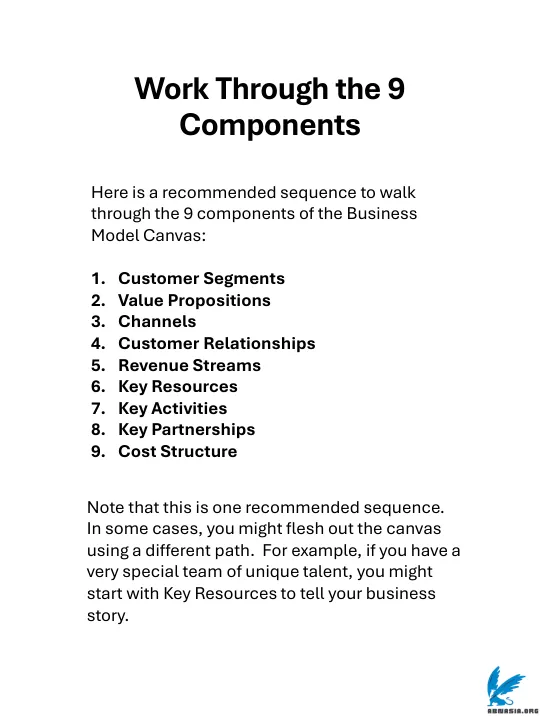 Work Through the 9
Components
Here is a recommended sequence to walk
through the 9 components of the Business
Model Canvas:
1. Customer Segments
2. Value Propositions
3. Channels
4. Customer Relationships
5. Revenue Streams
6. Key Resources
7. Key Activities
8. Key Partnerships
9. Cost Structure
Note that this is one recommended sequence.
In some cases, you might flesh out the canvas
using a different path.  For example, if you have a
very special team of unique talent, you might
start with Key Resources to tell your business
story.
ABWASIA.ORG